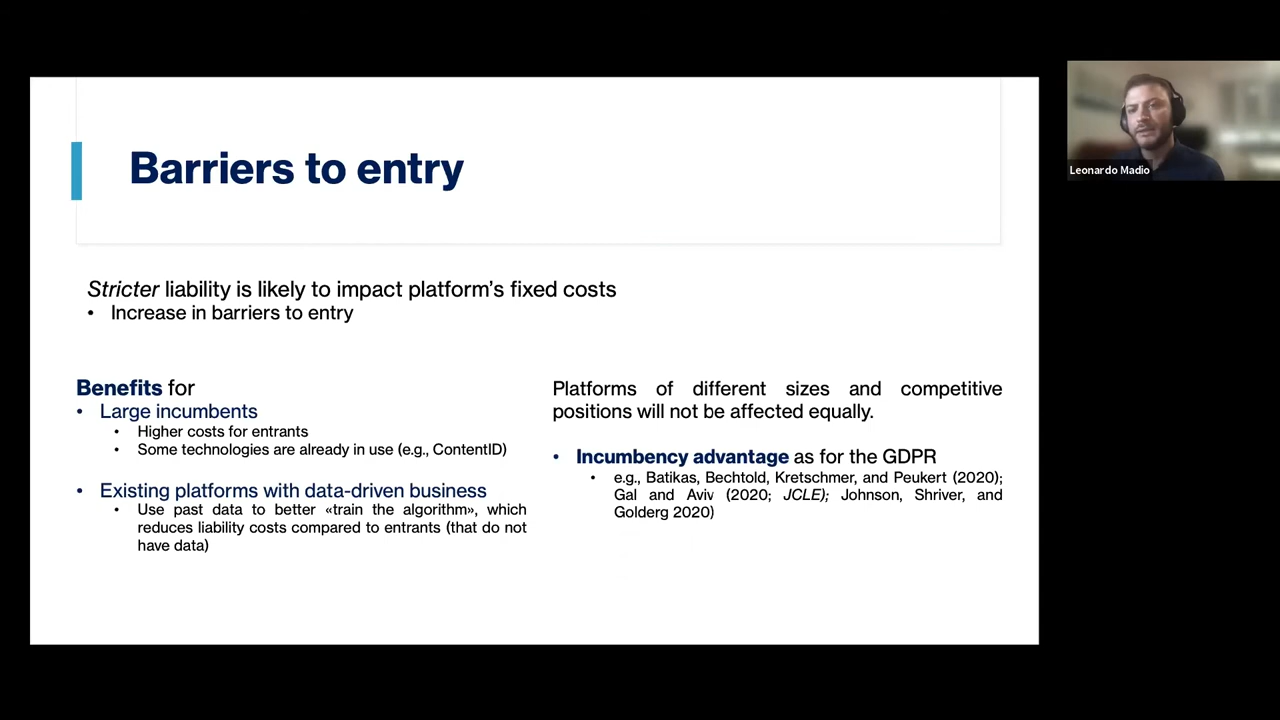 Barriers to entry
Leonardo Madio
Stricter liability is likely to impact platform's fixed costs
• Increase in barriers to entry
Benefits for
• Large incumbents
• Higher costs for entrants
• Some technologies are already in use (e.g., ContentID)
• Existing platforms with data-driven business
• Use past data to better «train the algorithm», which
reduces liability costs compared to entrants (that do not
have data)
Platforms of different sizes and competitive
positions will not be affected equally.
• Incumbency advantage as for the GDPR
• e.g., Batikas, Bechtold, Kretschmer, and Peukert (2020);
Gal and Aviv (2020; JCLE); Johnson, Shriver, and
Golderg 2020)